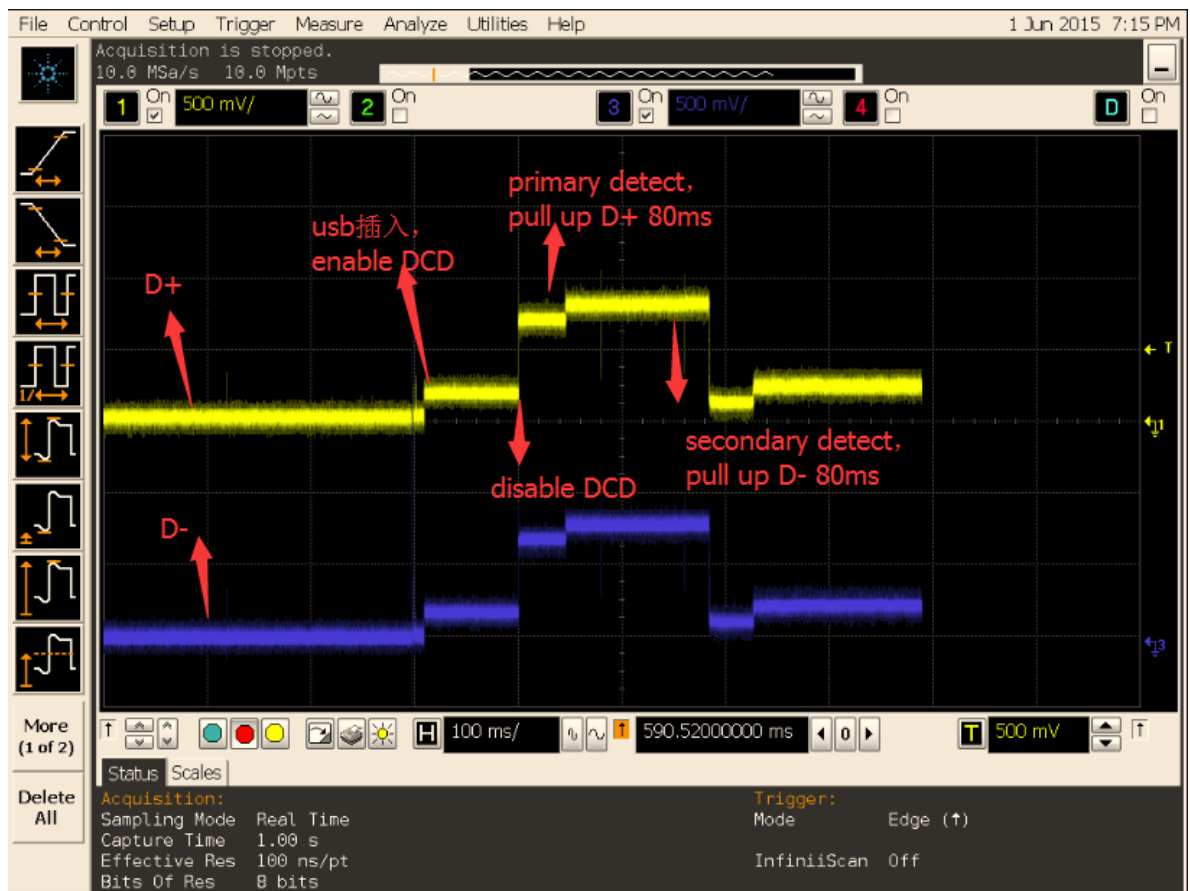 File Control Setup Trigger Measure Analyze Utilities Help 1 Jun 2015 7:15 PM
Acquisition is stopped.
10.0 MSa/s 10.0 Mpts
1 On 500 mV/ 2 On 3 On 500 mV/ 4 On D On
primary detect，
pull up D+ 80ms
usb插入，
enable DCD
D+
T
1
secondary detect，
pull up D- 80ms
disable DCD
D-
3
1/
More
(1 of 2)
H 100 ms/ 590.52000000 ms 0 T 500 mV
Status Scales
Delete
All
Acquisition:
Sampling Mode Real Time
Capture Time 1.00 s
Effective Res 100 ns/pt
Bits Of Res 8 bits
Trigger:
Mode Edge (↑)
InfiniiScan Off